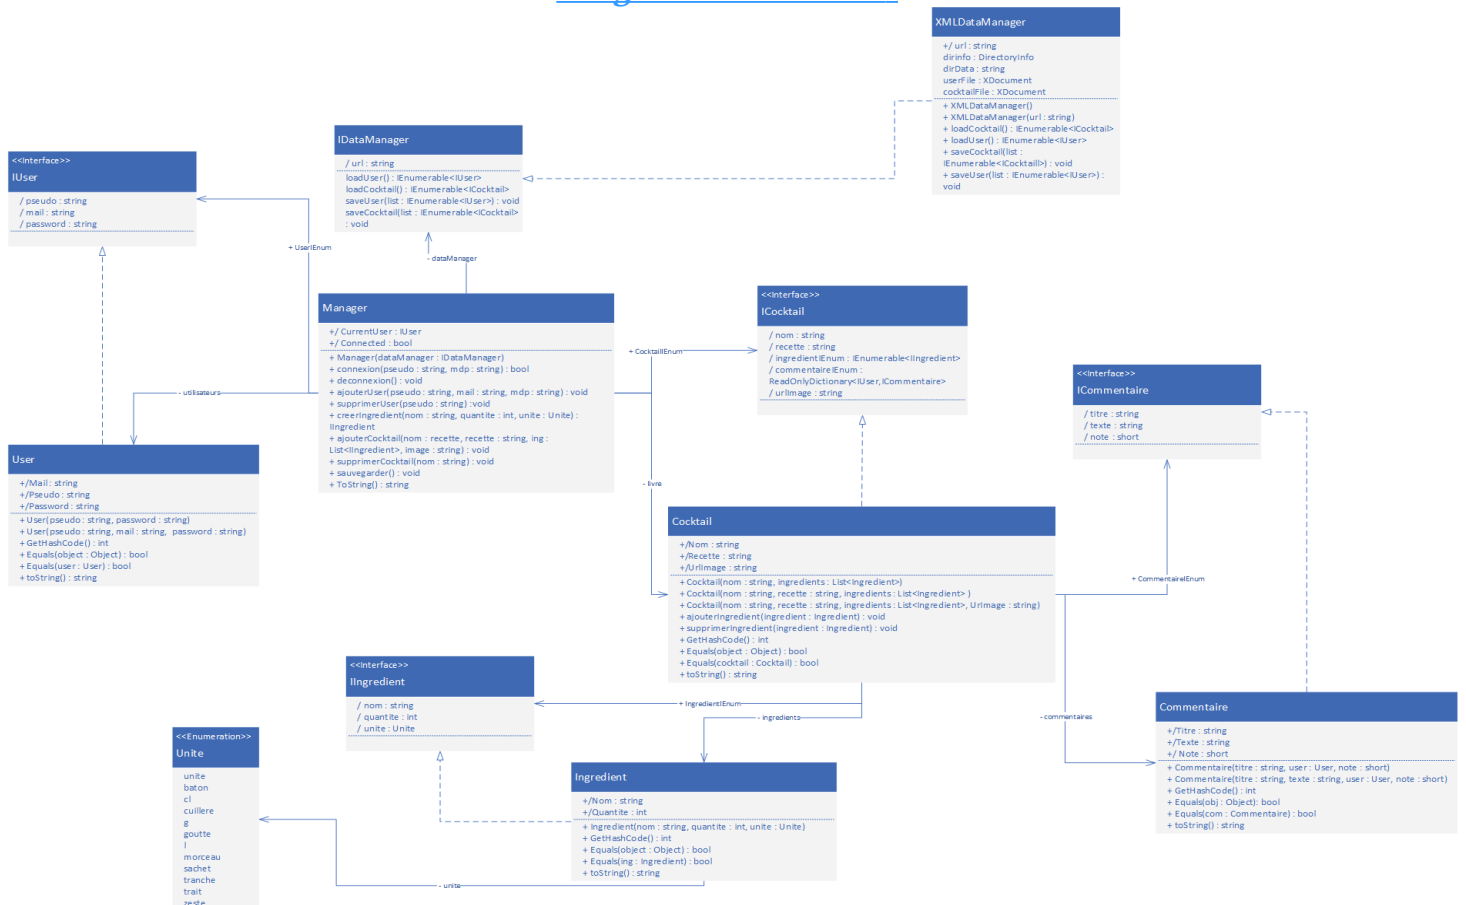 XMLDataManager
+/ url : string
dirinfo : DirectoryInfo
dirData : string
userFile : XDocument
cocktailFile : XDocument
+ XMLDataManager()
+ XMLDataManager(url : string)
+ loadCocktail() : IEnumerable<ICocktail>
+ loadUser() : IEnumerable<IUser>
+ saveCocktail(list :
IEnumerable<ICocktaill>) : void
+ saveUser(list : IEnumerable<IUser>) :
void
IDataManager
/ url : string
loadUser() : IEnumerable<IUser>
loadCocktail() : IEnumerable<ICocktail>
saveUser(list : IEnumerable<IUser>) : void
saveCocktail(list : IEnumerable<ICocktail>
: void
<<Interface>>
IUser
/ pseudo : string
/ mail : string
/ password : string
+ UserIEnum
- dataManager
Manager
+/ CurrentUser : IUser
+/ Connected : bool
+ Manager(dataManager : IDataManager)
+ connexion(pseudo : string, mdp : string) : bool
+ deconnexion() : void
+ ajouterUser(pseudo : string, mail : string, mdp : string) : void
+ supprimerUser(pseudo : string) :void
+ creerIngredient(nom : string, quantite : int, unite : Unite) :
IIngredient
+ ajouterCocktail(nom : recette, recette : string, ing :
List<IIngredient>, image : string) : void
+ supprimerCocktail(nom : string) : void
+ sauvegarder() : void
+ ToString() : string
<<Interface>>
ICocktail
/ nom : string
/ recette : string
/ ingredientIEnum : IEnumerable<IIngredient>
/ commentaireIEnum :
ReadOnlyDictionary<IUser,ICommentaire>
/ urlImage : string
+ CocktailIEnum
<<Interface>>
ICommentaire
/ titre : string
/ texte : string
/ note : short
- utilisateurs
User
+/Mail : string
+/Pseudo : string
+/Password : string
+ User(pseudo : string, password : string)
+ User(pseudo : string, mail : string, password : string)
+ GetHashCode() : int
+ Equals(object : Object) : bool
+ Equals(user : User) : bool
+ toString() : string
- livre
Cocktail
+/Nom : string
+/Recette : string
+/UrlImage : string
+ Cocktail(nom : string, ingredients : List<Ingredient>)
+ Cocktail(nom : string, recette : string, ingredients : List<Ingredient> )
+ Cocktail(nom : string, recette : string, ingredients : List<Ingredient>, UrlImage : string)
+ ajouterIngredient(ingredient : Ingredient) : void
+ supprimerIngredient(ingredient : Ingredient) : void
+ GetHashCode() : int
+ Equals(object : Object) : bool
+ Equals(cocktail : Cocktail) : bool
+ toString() : string
+ CommentaireIEnum
<<Interface>>
IIngredient
/ nom : string
/ quantite : int
/ unite : Unite
+ IngredientIEnum
- ingredients
- commentaires
Commentaire
+/Titre : string
+/Texte : string
+/ Note : short
+ Commentaire(titre : string, user : User, note : short)
+ Commentaire(titre : string, texte : string, user : User, note : short)
+ GetHashCode() : int
+ Equals(obj : Object): bool
+ Equals(com : Commentaire) : bool
+ toString() : string
<<Enumeration>>
Unite
unite
baton
cl
cuillere
g
goutte
l
morceau
sachet
tranche
trait
zeste
Ingredient
+/Nom : string
+/Quantite : int
+ Ingredient(nom : string, quantite : int, unite : Unite)
+ GetHashCode() : int
+ Equals(object : Object) : bool
+ Equals(ing : Ingredient) : bool
+ toString() : string
- unite